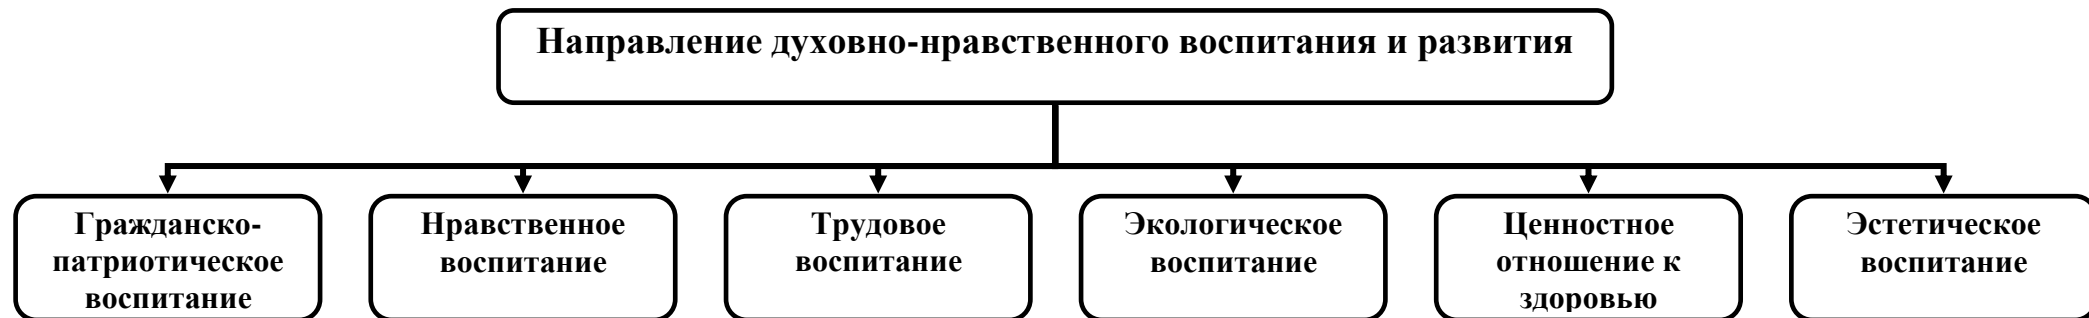 Направление духовно-нравственного воспитания и развития
Гражданско-
патриотическое
воспитание
Нравственное
воспитание
Трудовое
воспитание
Экологическое
воспитание
Ценностное
отношение к
здоровью
Эстетическое
воспитание